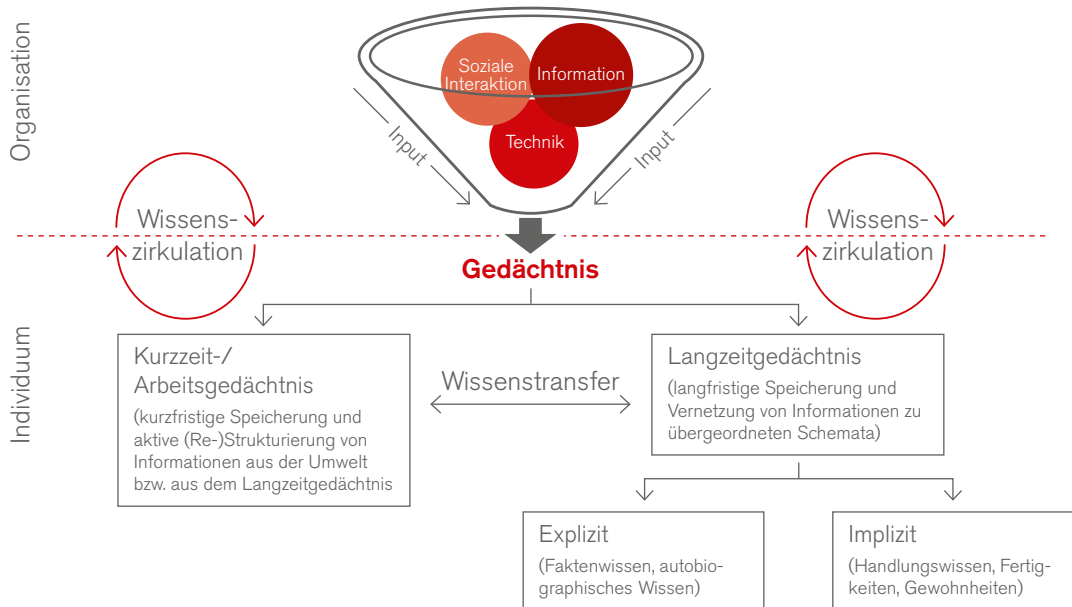 Organisation
Soziale
Interaktion
Information
Technik
Input
Input
Wissens-
zirkulation
Wissens-
zirkulation
Gedächtnis
Individuum
Kurzzeit-/
Arbeitsgedächtnis
(kurzfristige Speicherung und
aktive (Re-)Strukturierung von
Informationen aus der Umwelt
bzw. aus dem Langzeitgedächtnis
Wissenstransfer
Langzeitgedächtnis
(langfristige Speicherung und
Vernetzung von Informationen zu
übergeordneten Schemata)
Explizit
(Faktenwissen, autobio-
graphisches Wissen)
Implizit
(Handlungswissen, Fertig-
keiten, Gewohnheiten)